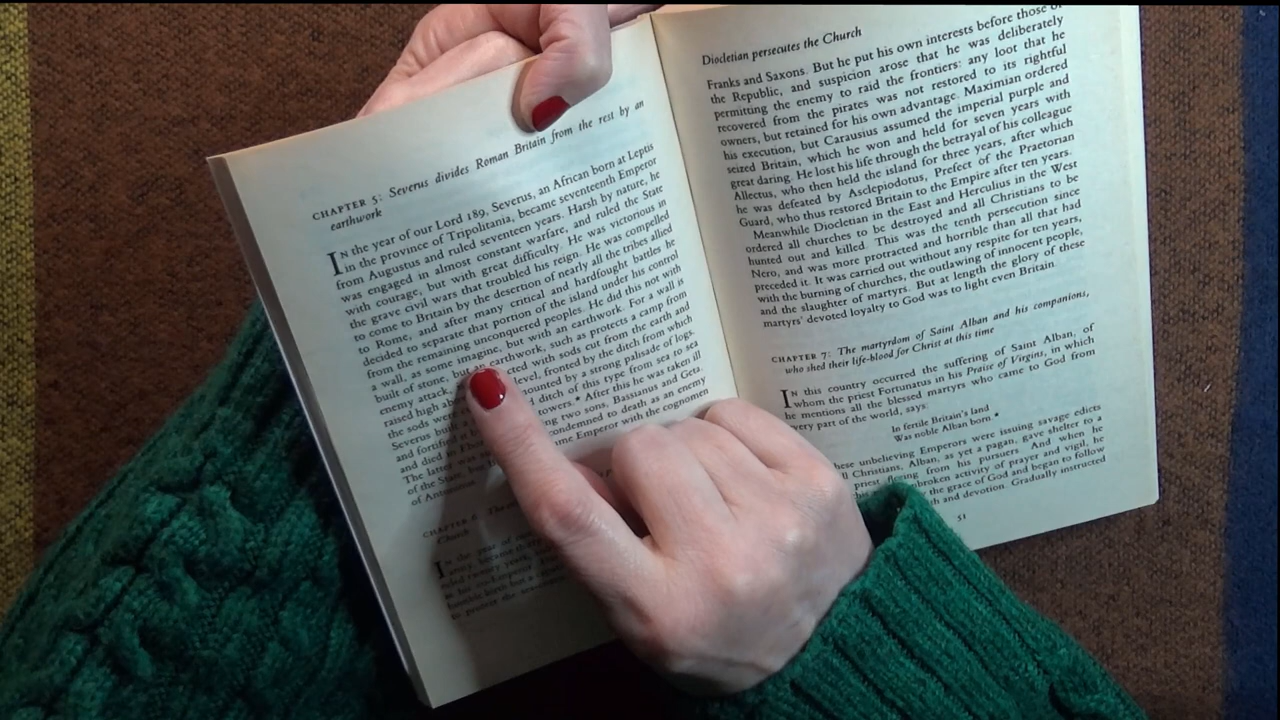 CHAPTER 5: Severus divides Roman Britain from the rest by an
earthwork
IN the year of our Lord 189, Severus, an African born at Leptis
in the province of Tripolitania, became seventeenth Emperor
from Augustus and ruled seventeen years. Harsh by nature, he
was engaged in almost constant warfare, and ruled the State
with courage, but with great difficulty. He was victorious in
the grave civil wars that troubled his reign. He was compelled
to come to Britain by the desertion of nearly all the tribes allied
to Rome, and after many critical and hardfought battles he
decided to separate that portion of the island under his control
from the remaining unconquered peoples. He did this not with
a wall, as some imagine, but with an earthwork. For a wall is
built of stone, but an earthwork, such as protects a camp from
enemy attack, cted with sods cut from the earth and
raised high ab level, fronted by the ditch from which
the sods we ounted by a strong palisade of logs.
Severus built a d ditch of this type from sea to sea
and fortified it b towers.* After this he was taken ill
and died at ing two sons, Bassianus and Geta.
The latter was condemned to death as an enemy
of the State, but me Emperor with the cognomen
of Anton
CHAPTER 6
Church
IN the year of
Diocletian persecutes the Church
Franks and Saxons. But he put his own interests before those of
the Republic, and suspicion arose that he was deliberately
permitting the enemy to raid the frontiers: any loot that he
recovered from the pirates was not restored to its rightful
owners, but retained for his own advantage. Maximian ordered
his execution, but Carausius assumed the imperial purple and
seized Britain, which he won and held for seven years with
great daring. He lost his life through the betrayal of his colleague
Allectus, who then held the island for three years, after which
he was defeated by Asclepiodotus, Prefect of the Praetorian
Guard, who thus restored Britain to the Empire after ten years.
Meanwhile Diocletian in the East and Herculius in the West
ordered all churches to be destroyed and all Christians to be
hunted out and killed. This was the tenth persecution since
Nero, and was more protracted and horrible than all that had
preceded it. It was carried out without any respite for ten years,
with the burning of churches, the outlawing of innocent people,
and the slaughter of martyrs. But at length the glory of these
martyrs' devoted loyalty to God was to light even Britain.
CHAPTER 7: The martyrdom of Saint Alban and his companions,
who shed their life-blood for Christ at this time
IN this country occurred the suffering of Saint Alban, of
whom the priest Fortunatus in his Praise of Virgins, in which
he mentions all the blessed martyrs who came to God from
every part of the world, says:
In fertile Britain's land
Was noble Alban born.*
hese unbelieving Emperors were issuing savage edicts
ll Christians, Alban, as yet a pagan, gave shelter to a
priest fleeing from his pursuers. And when he
nbroken activity of prayer and vigil, he
the grace of God and began to follow
th and devotion. Gradually instructed
51